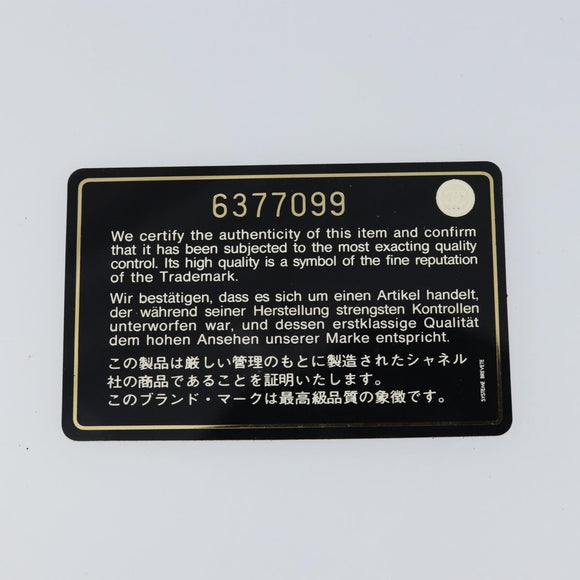 6377099
We certify the authenticity of this item and confirm
that it has been subjected to the most exacting quality
control. Its high quality is a symbol of the fine reputation
of the Trademark.
Wir bestätigen, dass es sich um einen Artikel handelt,
der während seiner Herstellung strengsten Kontrollen
unterworfen war, und dessen erstklassige Qualität
dem hohen Ansehen unserer Marke entspricht.
この製品は厳しい管理のもとに製造されたシャネル
社の商品であることを証明いたします。
このブランド・マークは最高級品質の象徴です。
SYSTEME BREVETE